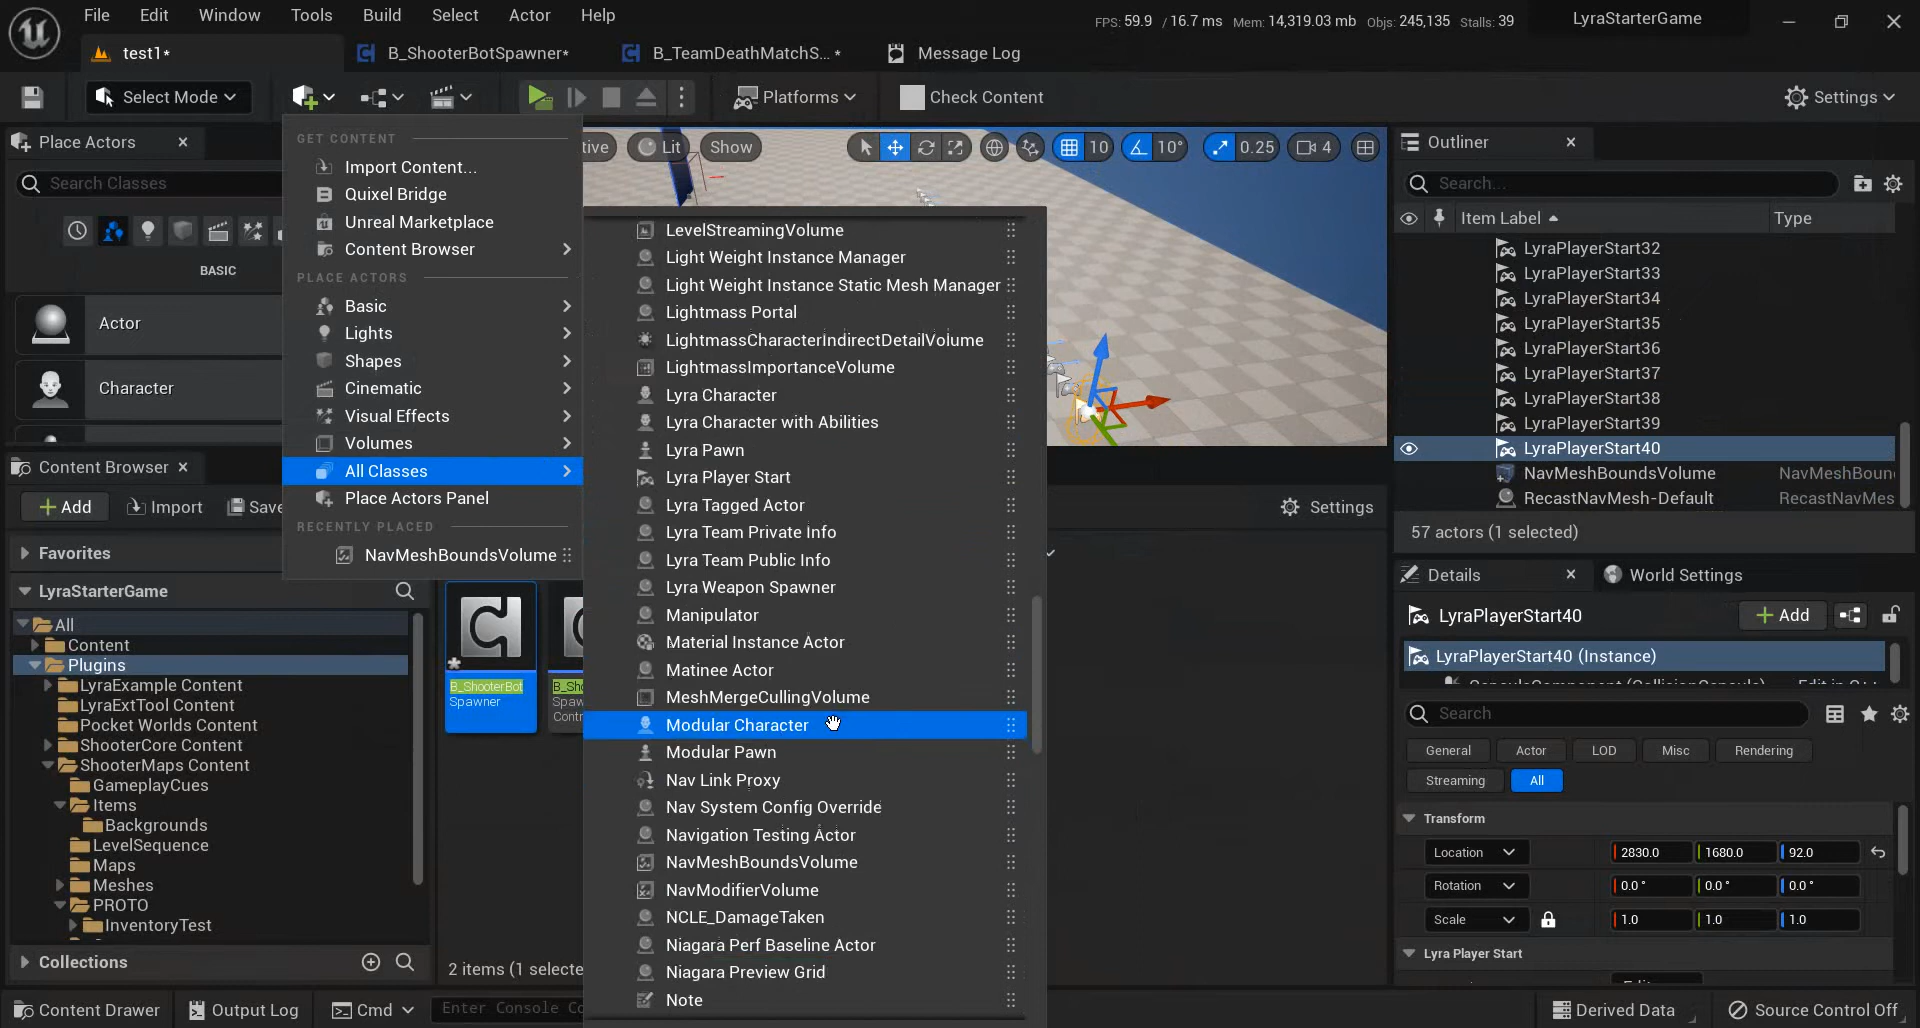 File Edit Window Tools Build Select Actor Help
FPS: 59.9 / 16.7 ms Mem: 14,319.03 mb Objs: 245,135 Stalls: 39
LyraStarterGame
test1*
B_ShooterBotSpawner*
B_TeamDeathMatchS... *
Message Log
Select Mode
Platforms
Check Content
Settings
Place Actors
Search Classes
BASIC
Actor
Character
GET CONTENT
Import Content...
Quixel Bridge
Unreal Marketplace
Content Browser
PLACE ACTORS
Basic
Lights
Shapes
Cinematic
Visual Effects
Volumes
All Classes
Place Actors Panel
RECENTLY PLACED
NavMeshBoundsVolume
tive
Lit
Show
10
10°
0.25
4
LevelStreamingVolume
Light Weight Instance Manager
Light Weight Instance Static Mesh Manager
Lightmass Portal
LightmassCharacterIndirectDetailVolume
LightmassImportanceVolume
Lyra Character
Lyra Character with Abilities
Lyra Pawn
Lyra Player Start
Lyra Tagged Actor
Lyra Team Private Info
Lyra Team Public Info
Lyra Weapon Spawner
Manipulator
Material Instance Actor
Matinee Actor
MeshMergeCullingVolume
Modular Character
Modular Pawn
Nav Link Proxy
Nav System Config Override
Navigation Testing Actor
NavMeshBoundsVolume
NavModifierVolume
NCLE_DamageTaken
Niagara Perf Baseline Actor
Niagara Preview Grid
Note
Outliner
Search...
Item Label
Type
LyraPlayerStart32
LyraPlayerStart33
LyraPlayerStart34
LyraPlayerStart35
LyraPlayerStart36
LyraPlayerStart37
LyraPlayerStart38
LyraPlayerStart39
LyraPlayerStart40
NavMeshBoundsVolume NavMeshBoun
RecastNavMesh-Default RecastNavMes
57 actors (1 selected)
Details
World Settings
LyraPlayerStart40
Add
LyraPlayerStart40 (Instance)
Search
General
Actor
LOD
Misc
Rendering
Streaming
All
Transform
Location 2830.0 1680.0 92.0
Rotation 0.0° 0.0° 0.0°
Scale 1.0 1.0 1.0
Lyra Player Start
Content Browser
Add
Import
Save
Settings
Favorites
LyraStarterGame
All
Content
Plugins
LyraExample Content
LyraExtTool Content
Pocket Worlds Content
ShooterCore Content
ShooterMaps Content
GameplayCues
Items
Backgrounds
LevelSequence
Maps
Meshes
PROTO
InventoryTest
Collections
B_ShooterBot
Spawner
B_Sho
Spaw
Contr
2 items (1 selecte
Content Drawer
Output Log
Cmd
Enter Console Co
Derived Data
Source Control Off